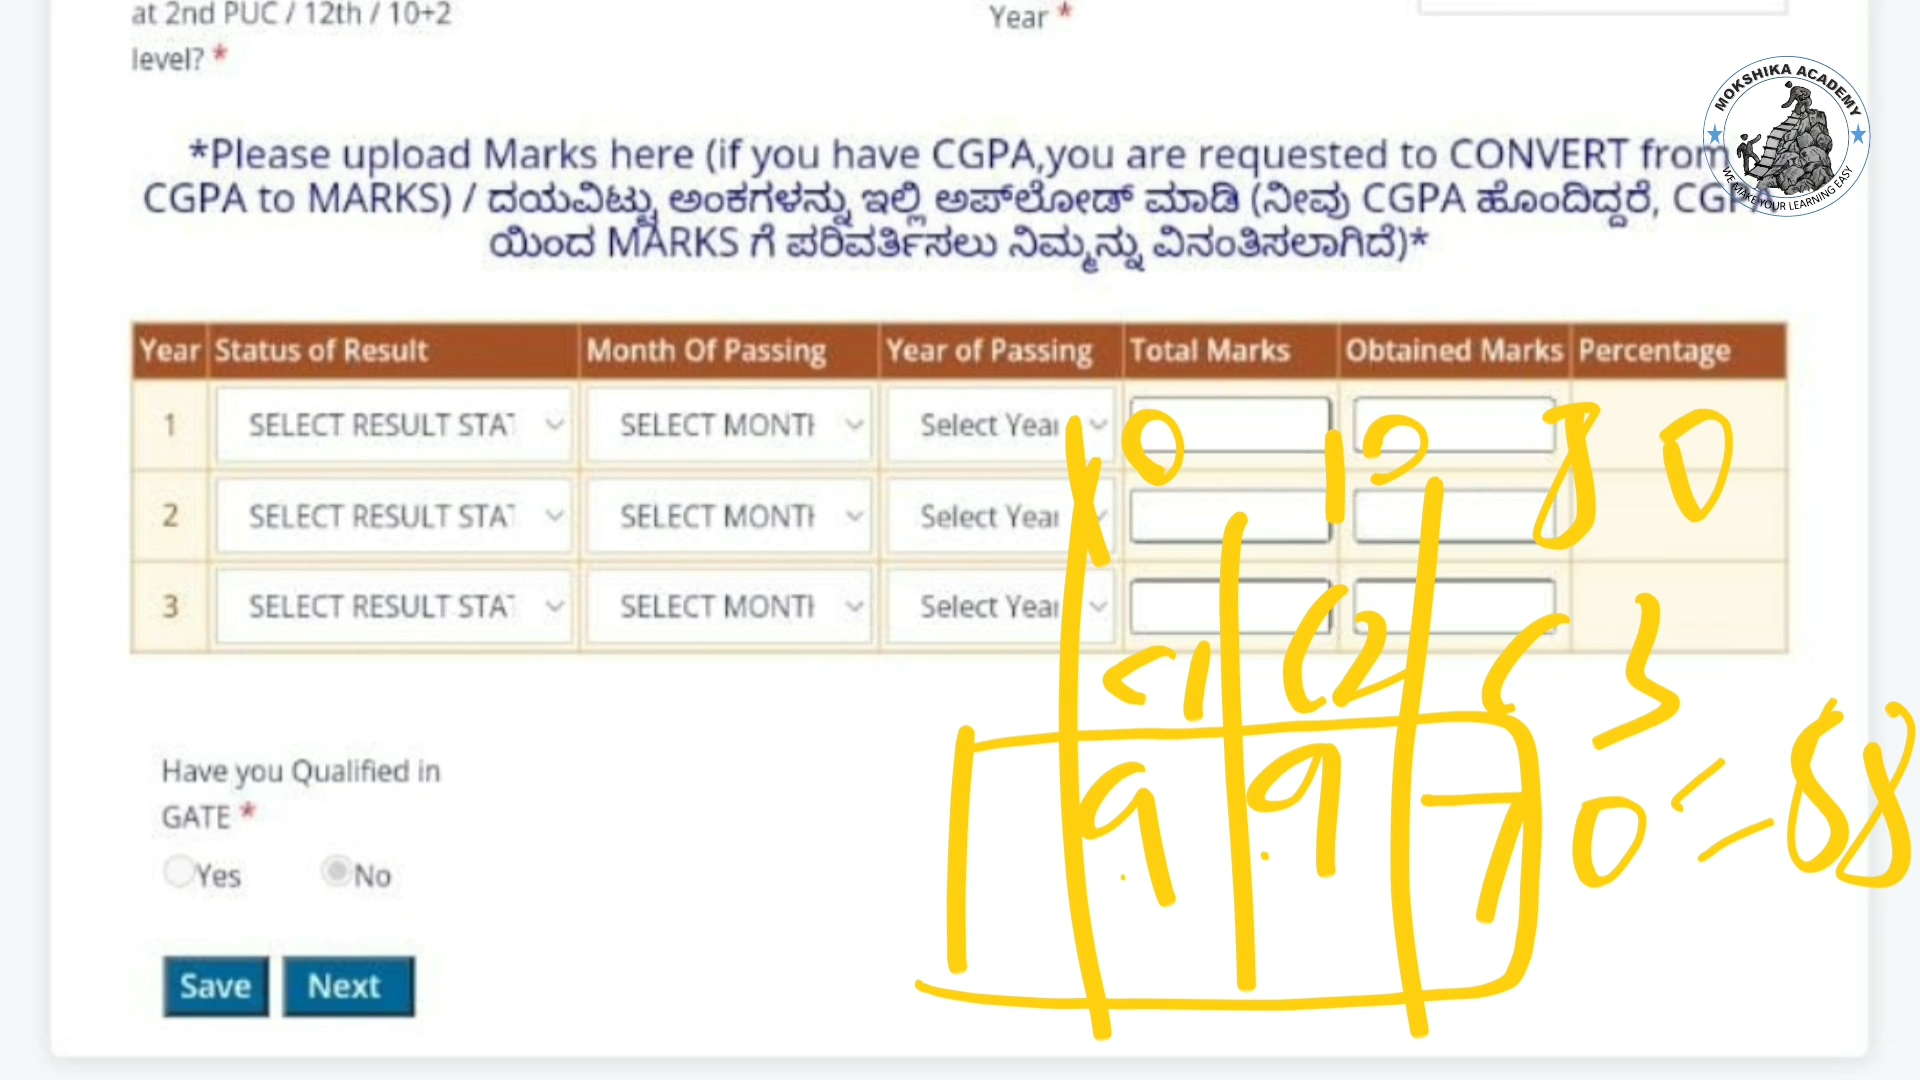 at 2nd PUC / 12th / 10+2
level? *
Year *
MOKSHIKA ACADEMY
WE MAKE YOUR LEARNING EASY
*Please upload Marks here (if you have CGPA,you are requested to CONVERT from
CGPA to MARKS) / ದಯವಿಟ್ಟು ಅಂಕಗಳನ್ನು ಇಲ್ಲಿ ಅಪ್‌ಲೋಡ್ ಮಾಡಿ (ನೀವು CGPA ಹೊಂದಿದ್ದರೆ, CGPA
ಯಿಂದ MARKS ಗೆ ಪರಿವರ್ತಿಸಲು ನಿಮ್ಮನ್ನು ವಿನಂತಿಸಲಾಗಿದೆ)*
Year Status of Result Month Of Passing Year of Passing Total Marks Obtained Marks Percentage
1 SELECT RESULT STAT SELECT MONTH Select Year
2 SELECT RESULT STAT SELECT MONTH Select Year
3 SELECT RESULT STAT SELECT MONTH Select Year
10 10 80
C1 C2 C3
9 9 70 = 88
Have you Qualified in
GATE *
Yes No
Save Next